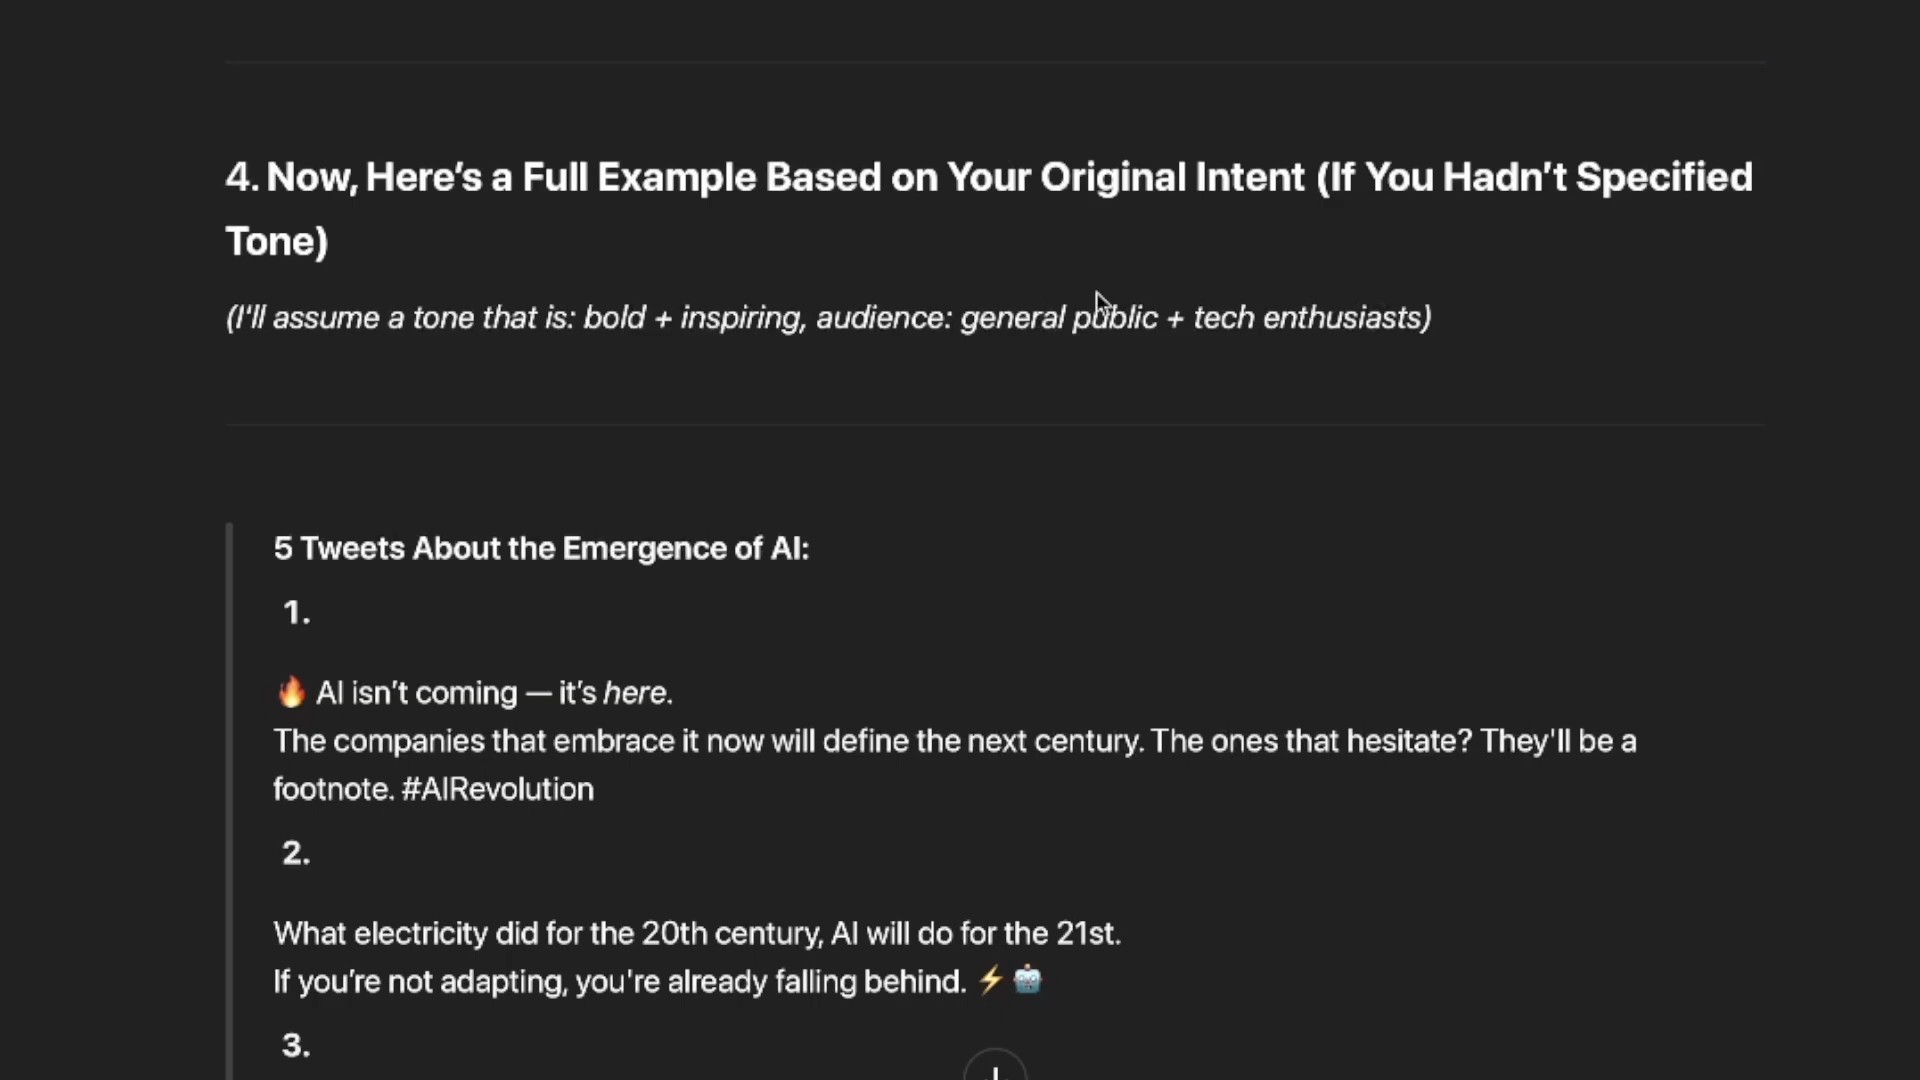 4. Now, Here’s a Full Example Based on Your Original Intent (If You Hadn’t Specified
Tone)
(I'll assume a tone that is: bold + inspiring, audience: general public + tech enthusiasts)
5 Tweets About the Emergence of AI:
1.
🔥 AI isn’t coming — it’s here.
The companies that embrace it now will define the next century. The ones that hesitate? They'll be a
footnote. #AIRevolution
2.
What electricity did for the 20th century, AI will do for the 21st.
If you’re not adapting, you're already falling behind. ⚡🤖
3.